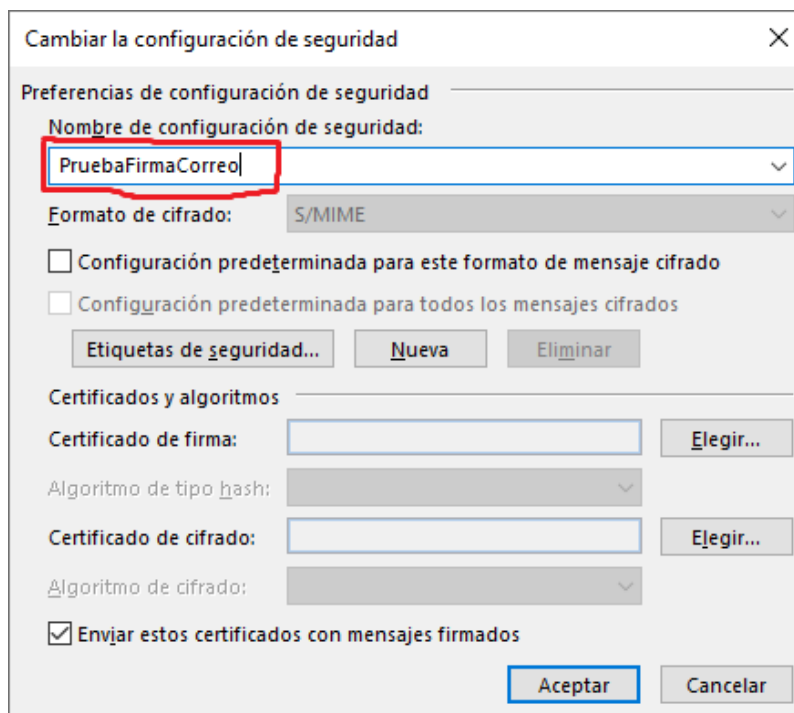 Cambiar la configuración de seguridad
Preferencias de configuración de seguridad
Nombre de configuración de seguridad:
PruebaFirmaCorreo
Formato de cifrado: S/MIME
Configuración predeterminada para este formato de mensaje cifrado
Configuración predeterminada para todos los mensajes cifrados
Etiquetas de seguridad... Nueva Eliminar
Certificados y algoritmos
Certificado de firma: Elegir...
Algoritmo de tipo hash:
Certificado de cifrado: Elegir...
Algoritmo de cifrado:
Enviar estos certificados con mensajes firmados
Aceptar Cancelar